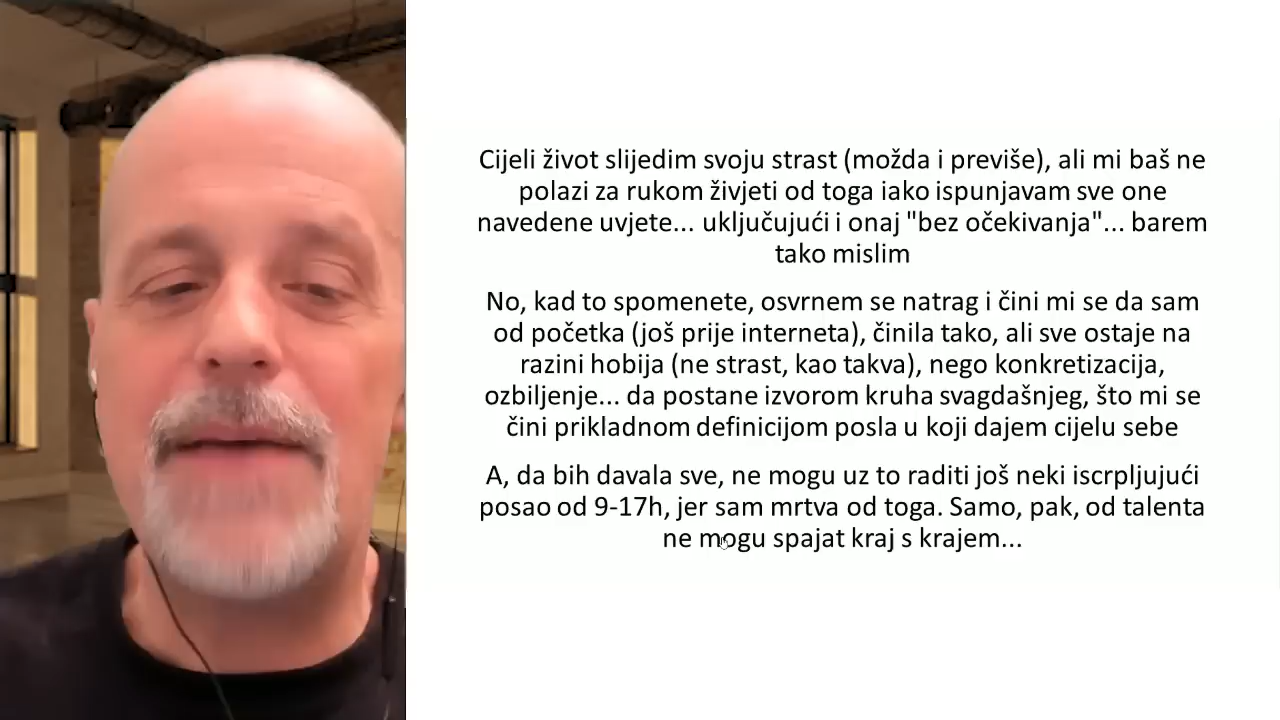 Cijeli život slijedim svoju strast (možda i previše), ali mi baš ne
polazi za rukom živjeti od toga iako ispunjavam sve one
navedene uvjete... uključujući i onaj "bez očekivanja"... barem
tako mislim
No, kad to spomenete, osvrnem se natrag i čini mi se da sam
od početka (još prije interneta), činila tako, ali sve ostaje na
razini hobija (ne strast, kao takva), nego konkretizacija,
ozbiljenje... da postane izvorom kruha svagdašnjeg, što mi se
čini prikladnom definicijom posla u koji dajem cijelu sebe
A, da bih davala sve, ne mogu uz to raditi još neki iscrpljujući
posao od 9-17h, jer sam mrtva od toga. Samo, pak, od talenta
ne mogu spajat kraj s krajem...